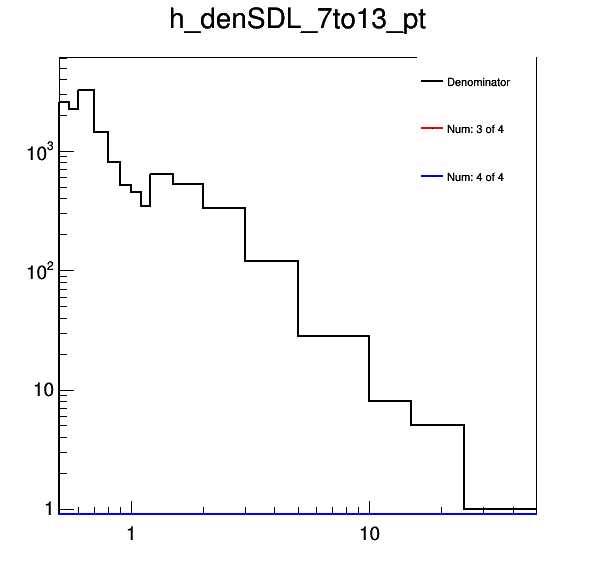 h_denSDL_7to13_pt
Denominator
Num: 3 of 4
Num: 4 of 4
10³
10²
10
1
1
10